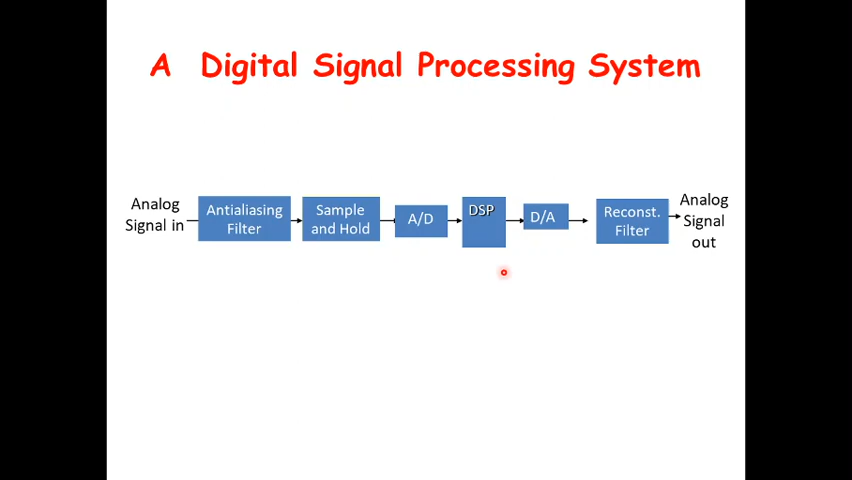 A Digital Signal Processing System
Analog
Signal in
Antialiasing
Filter
Sample
and Hold
A/D
DSP
D/A
Reconst.
Filter
Analog
Signal
out